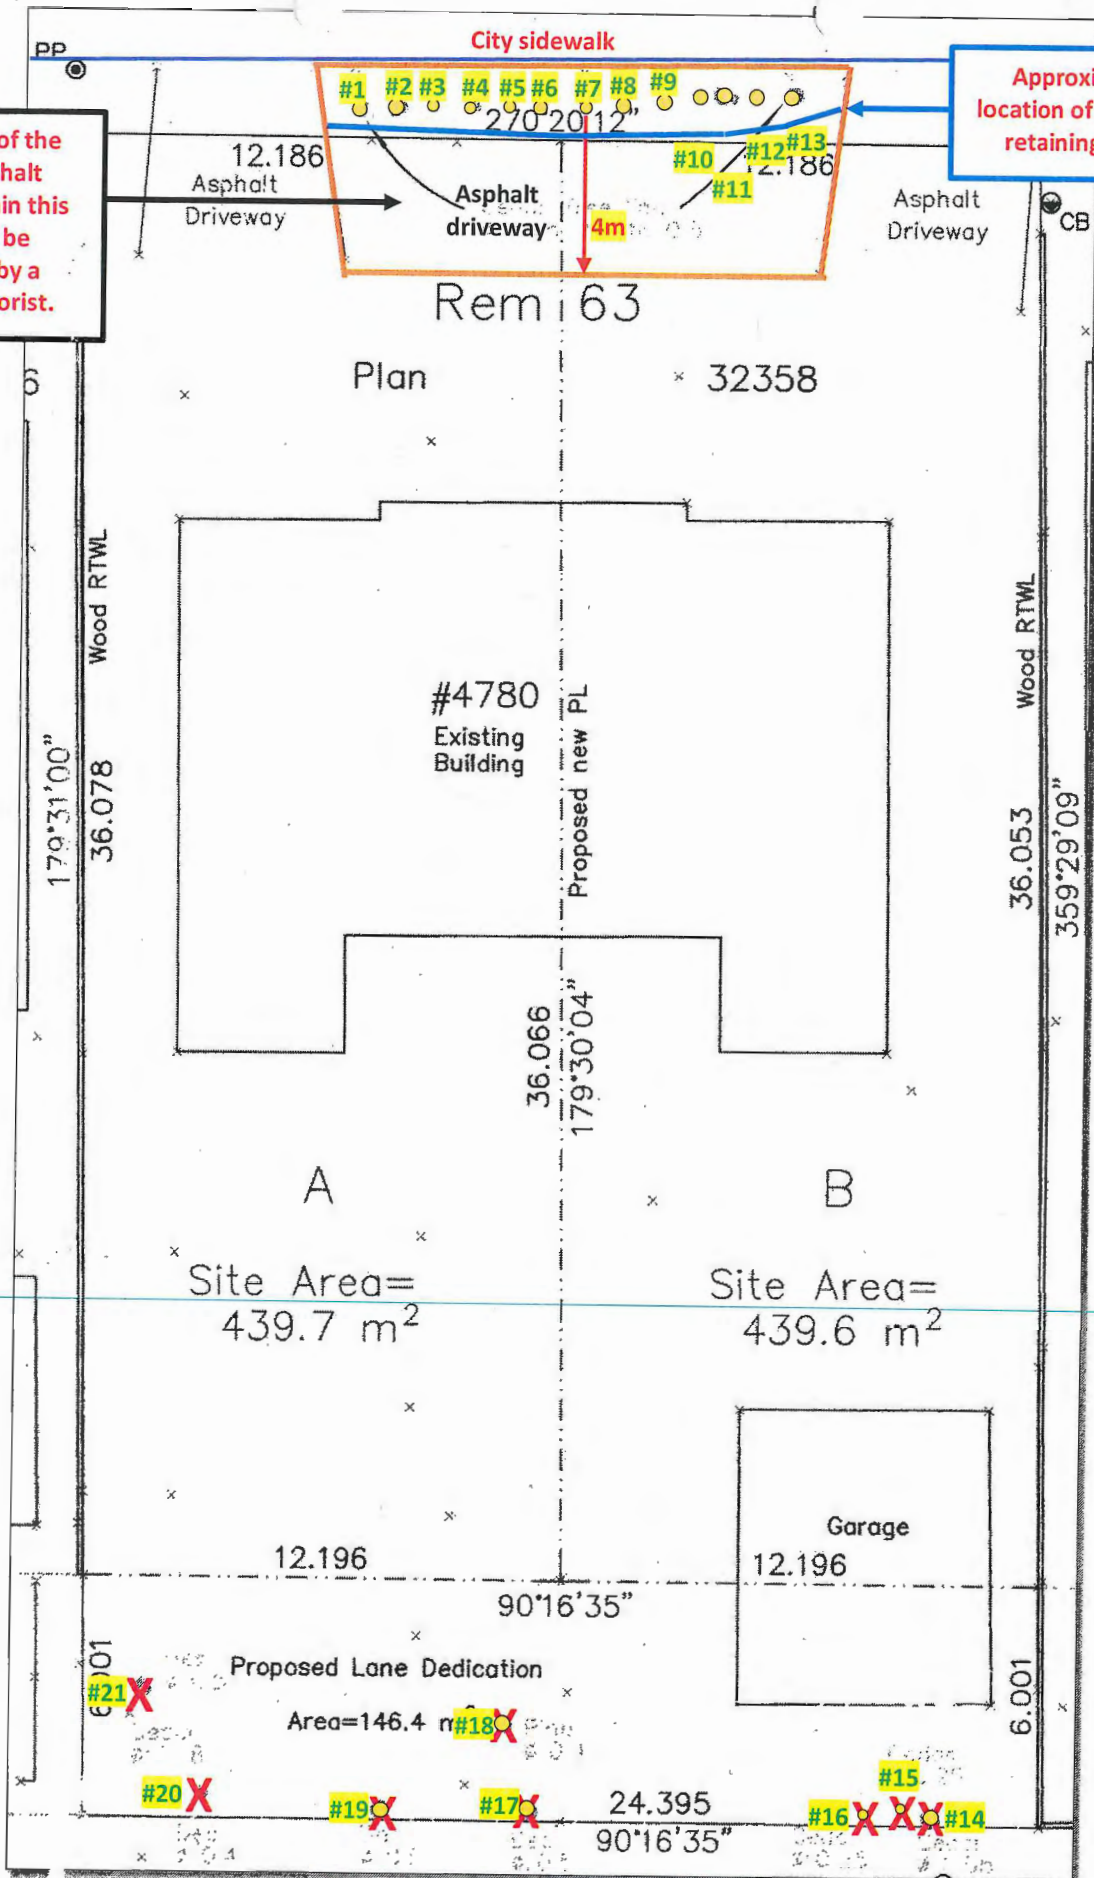 City sidewalk
PP
#1 #2 #3 #4 #5 #6 #7 #8 #9
Approxi
location of
retaining
270°20'12"
of the
halt
in this
be
by a
orist.
12.186
#10
#12
#13
12.186
#11
Asphalt
Driveway
Asphalt
driveway
4m
Asphalt
Driveway
CB
Rem 63
Plan 32358
6
Wood RTWL
Wood RTWL
#4780
Existing
Building
Proposed new PL
179°31'00"
36.078
36.053
359°29'09"
36.066
179°30'04"
A
B
Site Area=
439.7 m²
Site Area=
439.6 m²
Garage
12.196
12.196
90°16'35"
6.001
Proposed Lane Dedication
#21
Area=146.4 m²
#18
6.001
#20
#19
#17
24.395
90°16'35"
#15
#16
#14